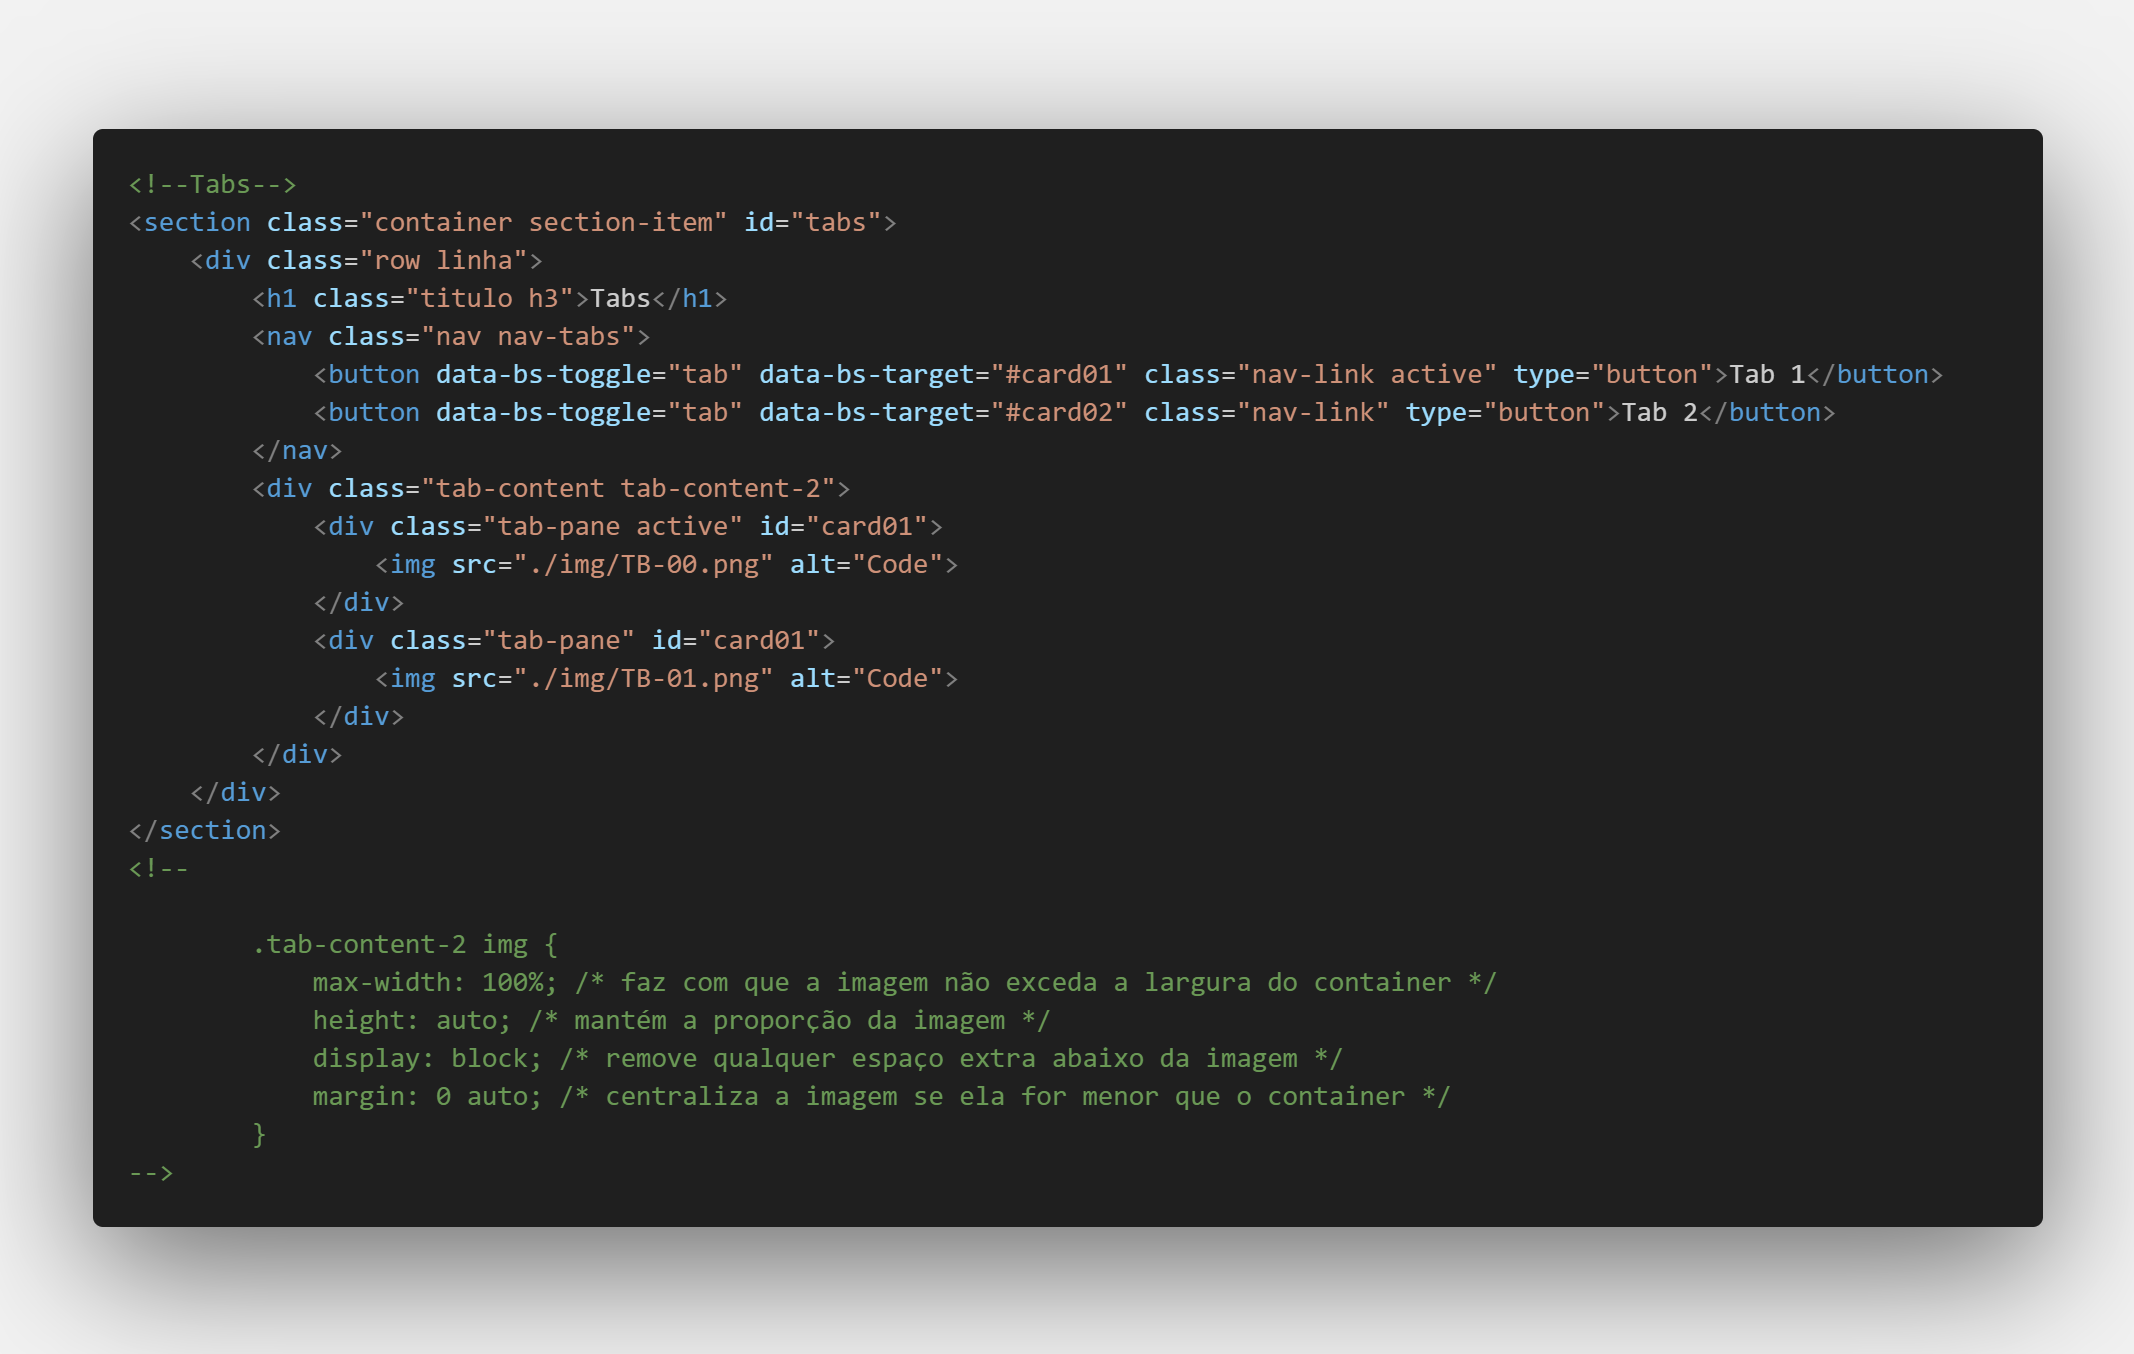 <!--Tabs-->
<section class="container section-item" id="tabs">
    <div class="row linha">
        <h1 class="titulo h3">Tabs</h1>
        <nav class="nav nav-tabs">
            <button data-bs-toggle="tab" data-bs-target="#card01" class="nav-link active" type="button">Tab 1</button>
            <button data-bs-toggle="tab" data-bs-target="#card02" class="nav-link" type="button">Tab 2</button>
        </nav>
        <div class="tab-content tab-content-2">
            <div class="tab-pane active" id="card01">
                <img src="./img/TB-00.png" alt="Code">
            </div>
            <div class="tab-pane" id="card01">
                <img src="./img/TB-01.png" alt="Code">
            </div>
        </div>
    </div>
</section>
<!--
        .tab-content-2 img {
            max-width: 100%; /* faz com que a imagem não exceda a largura do container */
            height: auto; /* mantém a proporção da imagem */
            display: block; /* remove qualquer espaço extra abaixo da imagem */
            margin: 0 auto; /* centraliza a imagem se ela for menor que o container */
        }
-->